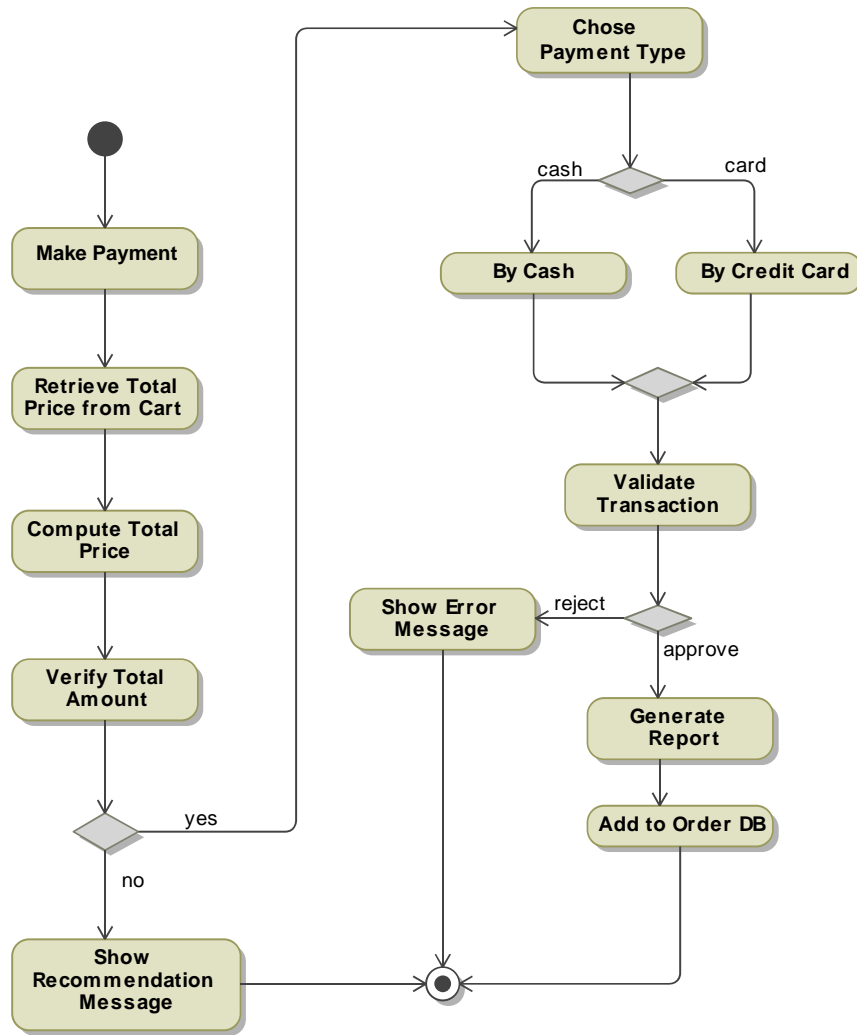 Chose
Payment Type
cash
card
Make Payment
By Cash
By Credit Card
Retrieve Total
Price from Cart
Validate
Transaction
Compute Total
Price
Show Error
Message
reject
approve
Verify Total
Amount
Generate
Report
yes
Add to Order DB
no
Show
Recommendation
Message